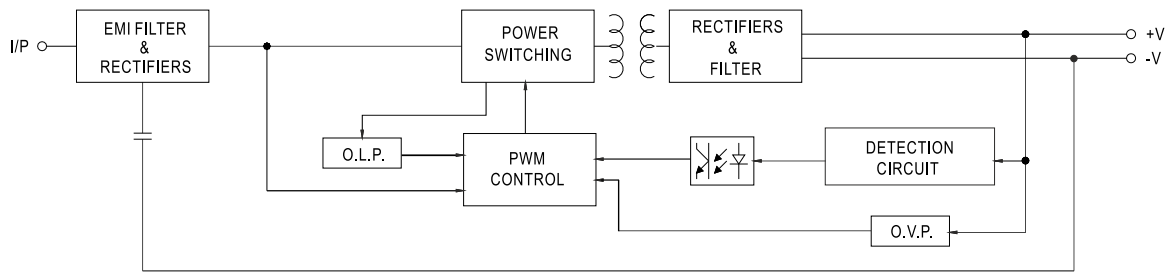 I/P
EMI FILTER
&
RECTIFIERS
POWER
SWITCHING
RECTIFIERS
&
FILTER
+V
-V
O.L.P.
PWM
CONTROL
DETECTION
CIRCUIT
O.V.P.